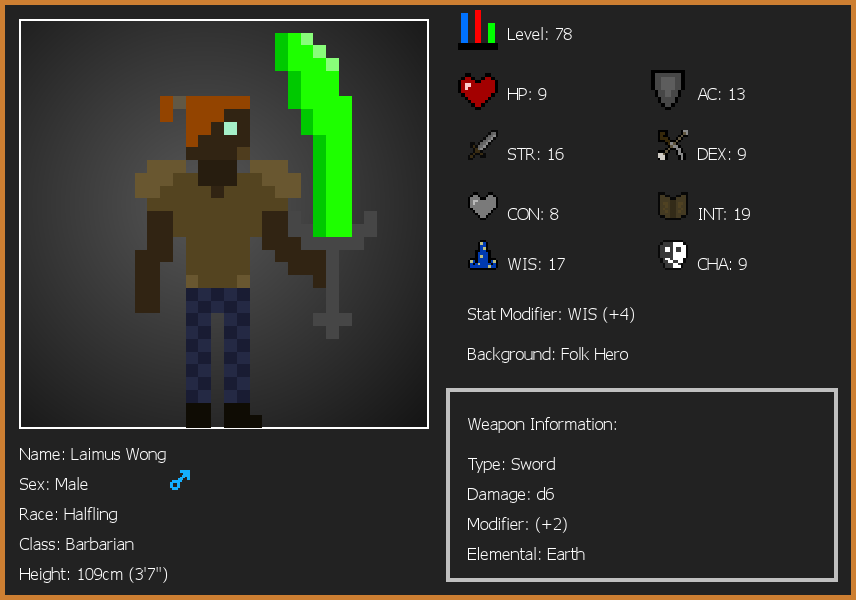 Level: 78
HP: 9
AC: 13
STR: 16
DEX: 9
CON: 8
INT: 19
WIS: 17
CHA: 9
Stat Modifier: WIS (+4)
Background: Folk Hero
Weapon Information:
Type: Sword
Damage: d6
Modifier: (+2)
Elemental: Earth
Name: Laimus Wong
Sex: Male
Race: Halfling
Class: Barbarian
Height: 109cm (3'7")